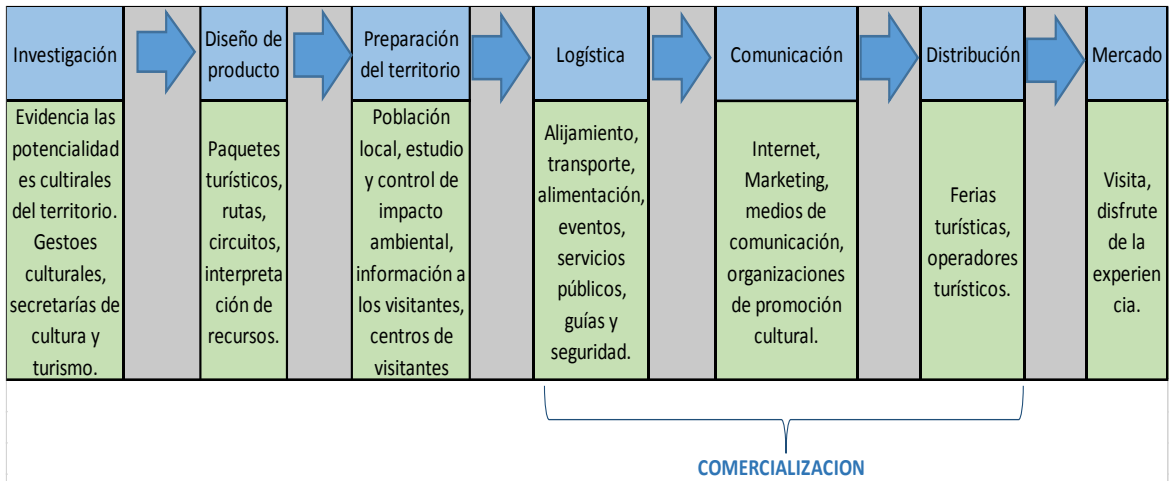 Investigación
Diseño de
producto
Preparación
del territorio
Logística
Comunicación
Distribución
Mercado
Evidencia las
potencialidad
es cultirales
del territorio.
Gestoes
culturales,
secretarías de
cultura y
turismo.
Paquetes
turísticos,
rutas,
circuitos,
interpreta
ción de
recursos.
Población
local, estudio
y control de
impacto
ambiental,
información a
los visitantes,
centros de
visitantes
Alijamiento,
transporte,
alimentación,
eventos,
servicios
públicos,
guías y
seguridad.
Internet,
Marketing,
medios de
comunicación,
organizaciones
de promoción
cultural.
Ferias
turísticas,
operadores
turísticos.
Visita,
disfrute
de la
experien
cia.
COMERCIALIZACION